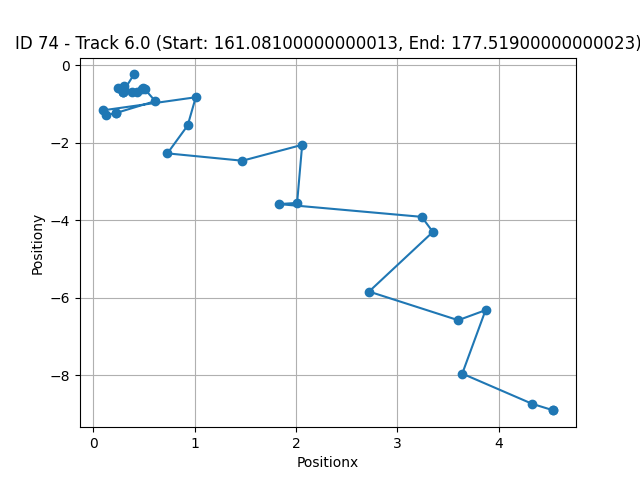 ID 74 - Track 6.0 (Start: 161.08100000000013, End: 177.51900000000023)
0
−2
−4
−6
−8
Positiony
0 1 2 3 4
Positionx